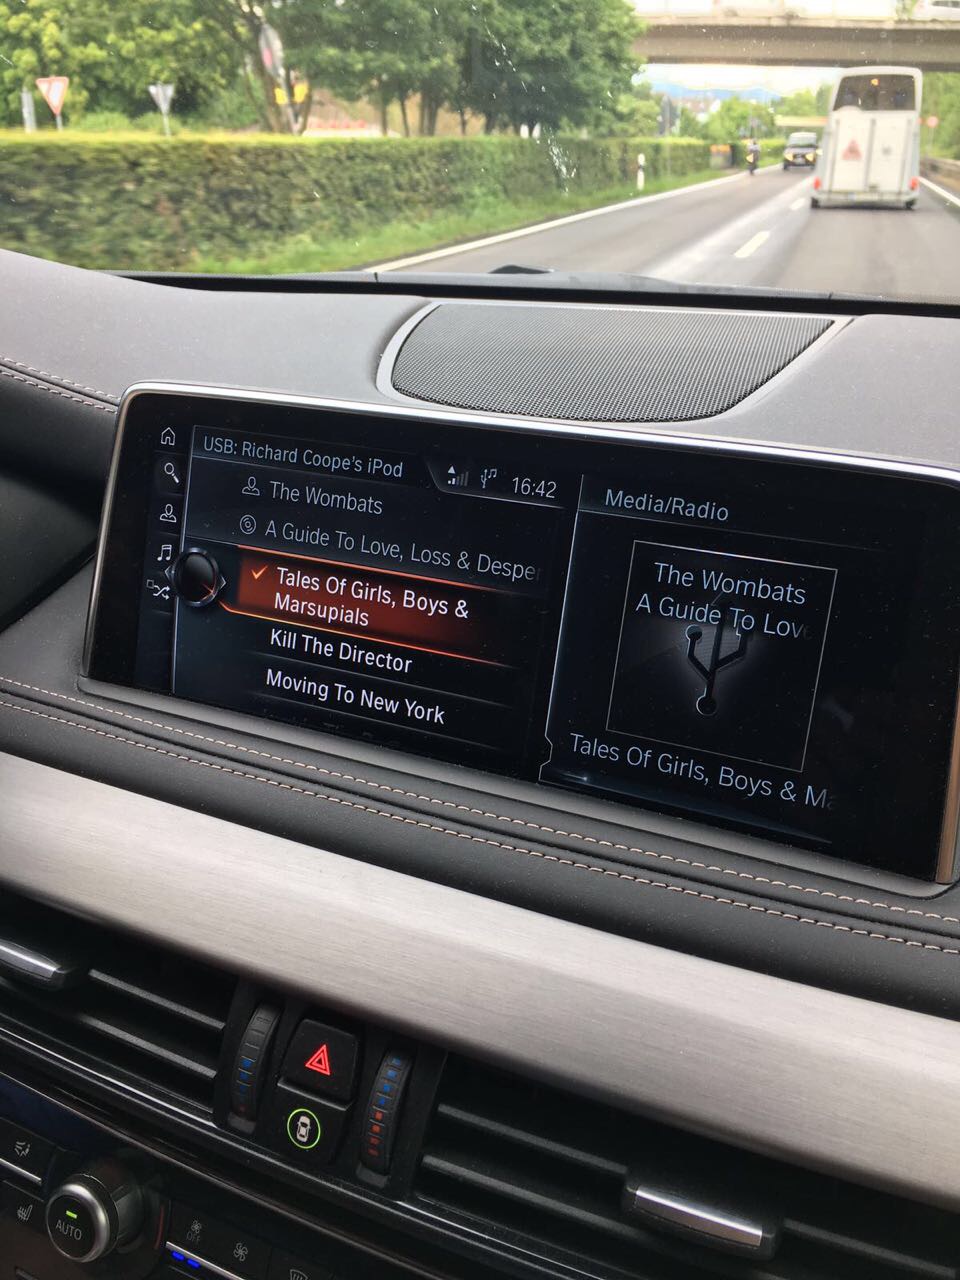 USB: Richard Coope's iPod
16:42
The Wombats
A Guide To Love, Loss & Desper
Tales Of Girls, Boys &
Marsupials
Kill The Director
Moving To New York
Media/Radio
The Wombats
A Guide To Love
Tales Of Girls, Boys & Ma
AUTO
OFF